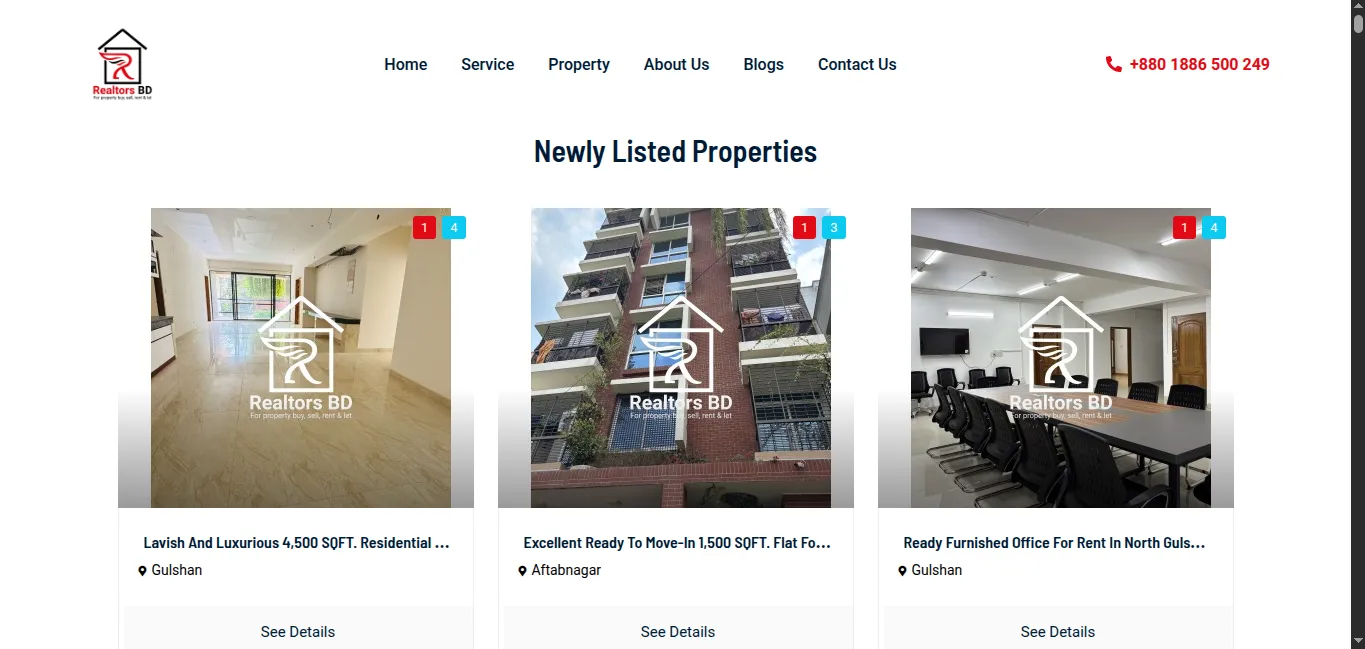 Realtors BD
For property buy, sell, rent & let
Home Service Property About Us Blogs Contact Us
+880 1886 500 249
Newly Listed Properties
1 4
Realtors BD
For property buy, sell, rent & let
1 3
Realtors BD
For property buy, sell, rent & let
1 4
Realtors BD
For property buy, sell, rent & let
Lavish And Luxurious 4,500 SQFT. Residential ...
Gulshan
See Details
Excellent Ready To Move-In 1,500 SQFT. Flat Fo...
Aftabnagar
See Details
Ready Furnished Office For Rent In North Guls...
Gulshan
See Details